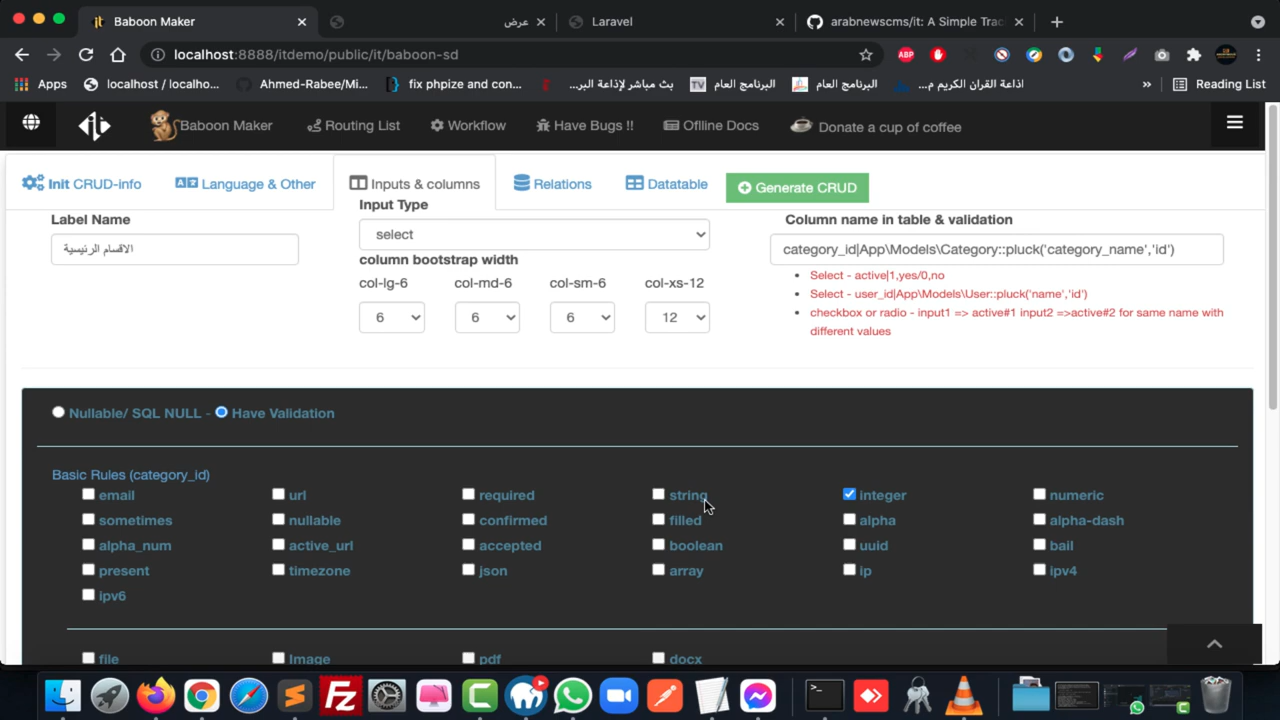 Baboon Maker
عرض
Laravel
arabnewscms/it: A Simple Trac
localhost:8888/itdemo/public/it/baboon-sd
ABP
Apps
localhost / localho...
Ahmed-Rabee/Mi...
fix phpize and con...
بث مباشر لإذاعة البر...
البرنامج العام
البرنامج العام
اذاعة القران الكريم م...
»
Reading List
Baboon Maker
Routing List
Workflow
Have Bugs !!
Oflline Docs
Donate a cup of coffee
Init CRUD-info
Language & Other
Inputs & columns
Relations
Datatable
Generate CRUD
Label Name
Input Type
Column name in table & validation
الاقسام الرئيسية
select
category_id|App\Models\Category::pluck('category_name','id')
column bootstrap width
col-lg-6
col-md-6
col-sm-6
col-xs-12
6
6
6
12
Select - active|1,yes/0,no
Select - user_id|App\Models\User::pluck('name','id')
checkbox or radio - input1 => active#1 input2 =>active#2 for same name with
different values
Nullable/ SQL NULL - Have Validation
Basic Rules (category_id)
email
url
required
string
integer
numeric
sometimes
nullable
confirmed
filled
alpha
alpha-dash
alpha_num
active_url
accepted
boolean
uuid
bail
present
timezone
json
array
ip
ipv4
ipv6
file
Image
pdf
docx